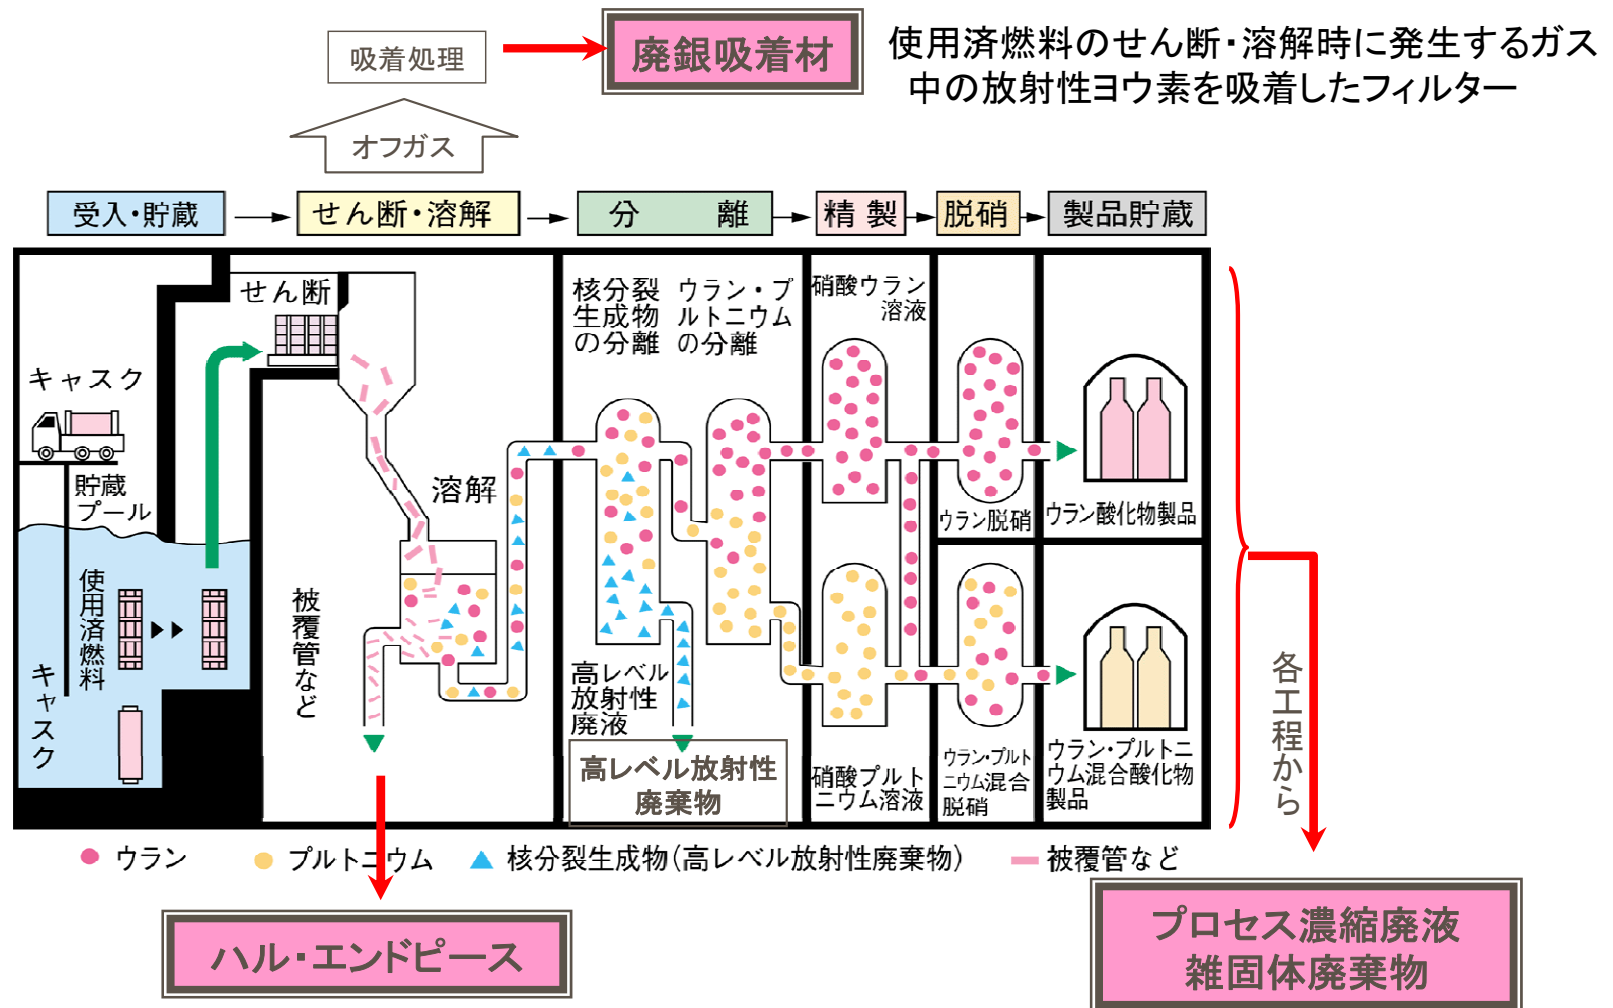 吸着処理
廃銀吸着材
使用済燃料のせん断・溶解時に発生するガス
中の放射性ヨウ素を吸着したフィルター
オフガス
受入・貯蔵
せん断・溶解
分離
精製
脱硝
製品貯蔵
せん断
核分裂
生成物
の分離
ウラン・プ
ルトニウム
の分離
硝酸ウラン
溶液
キャスク
貯蔵
プール
溶解
ウラン脱硝
ウラン酸化物製品
使用済燃料
キャスク
被覆管など
高レベル
放射性
廃液
高レベル放射性
廃棄物
硝酸プルト
ニウム溶液
ウラン・プルト
ニウム混合
脱硝
ウラン・プルトニ
ウム混合酸化物
製品
各工程から
ウラン
プルトニウム
核分裂生成物(高レベル放射性廃棄物)
被覆管など
ハル・エンドピース
プロセス濃縮廃液
雑固体廃棄物